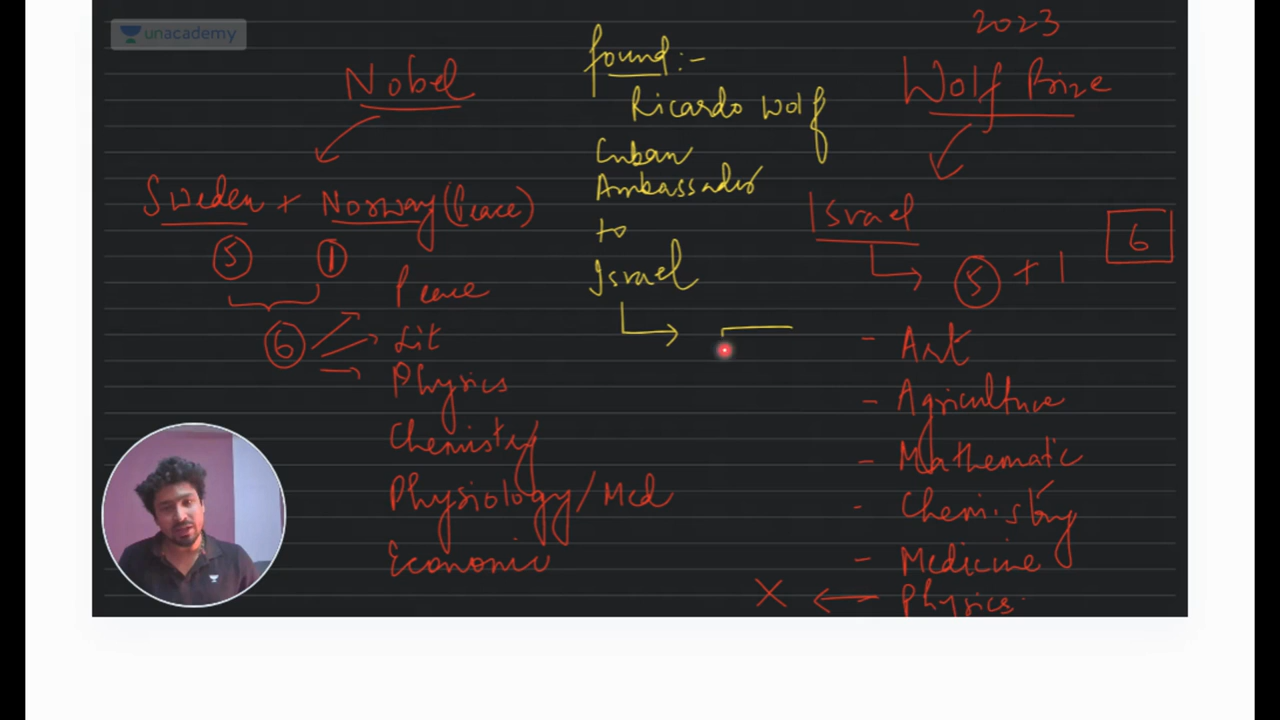 unacademy
2023
Nobel
found:-
Wolf Prize
Ricardo Wolf
Cuban
Ambassador
to
Israel
Sweden + Norway (Peace)
5 1
6
Peace
Lit
Physics
Chemistry
Physiology/Med
Economic
Israel
5 + 1
6
- Art
- Agriculture
- Mathematic
- Chemistry
- Medicine
X ← Physics